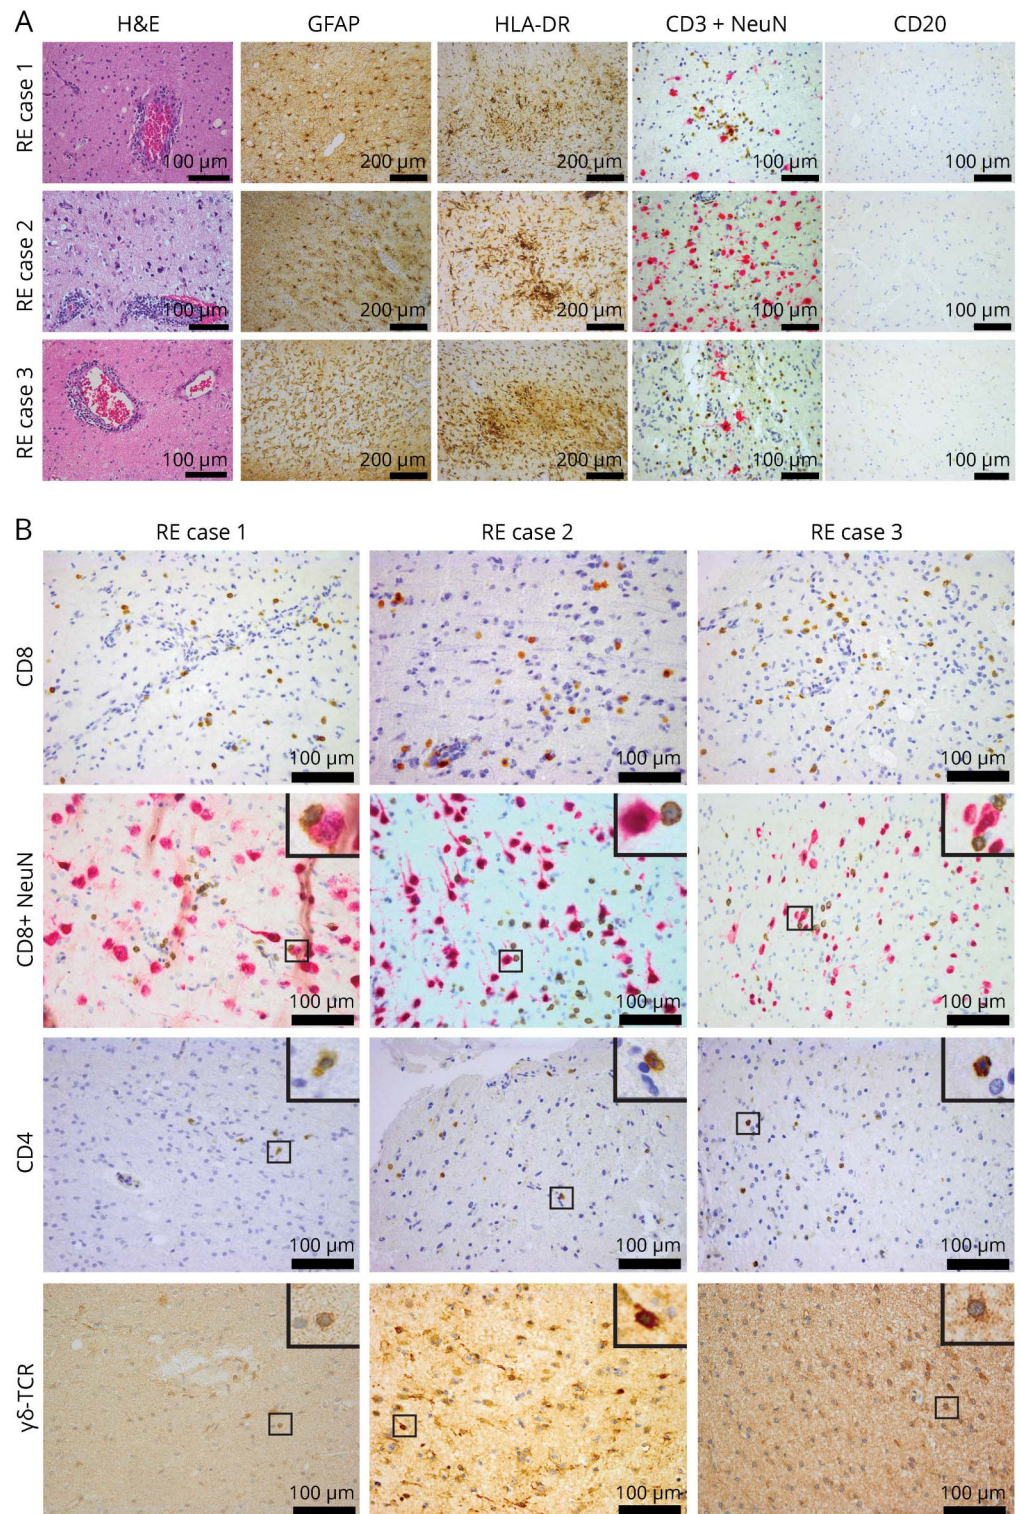 A
H&E GFAP HLA-DR CD3 + NeuN CD20
RE case 1
100 µm 200 µm 200 µm 100 µm 100 µm
RE case 2
100 µm 200 µm 200 µm 100 µm 100 µm
RE case 3
100 µm 200 µm 200 µm 100 µm 100 µm
B
RE case 1 RE case 2 RE case 3
CD8
100 µm 100 µm 100 µm
CD8+ NeuN
100 µm 100 µm 100 µm
CD4
100 µm 100 µm 100 µm
γδ-TCR
100 µm 100 µm 100 µm